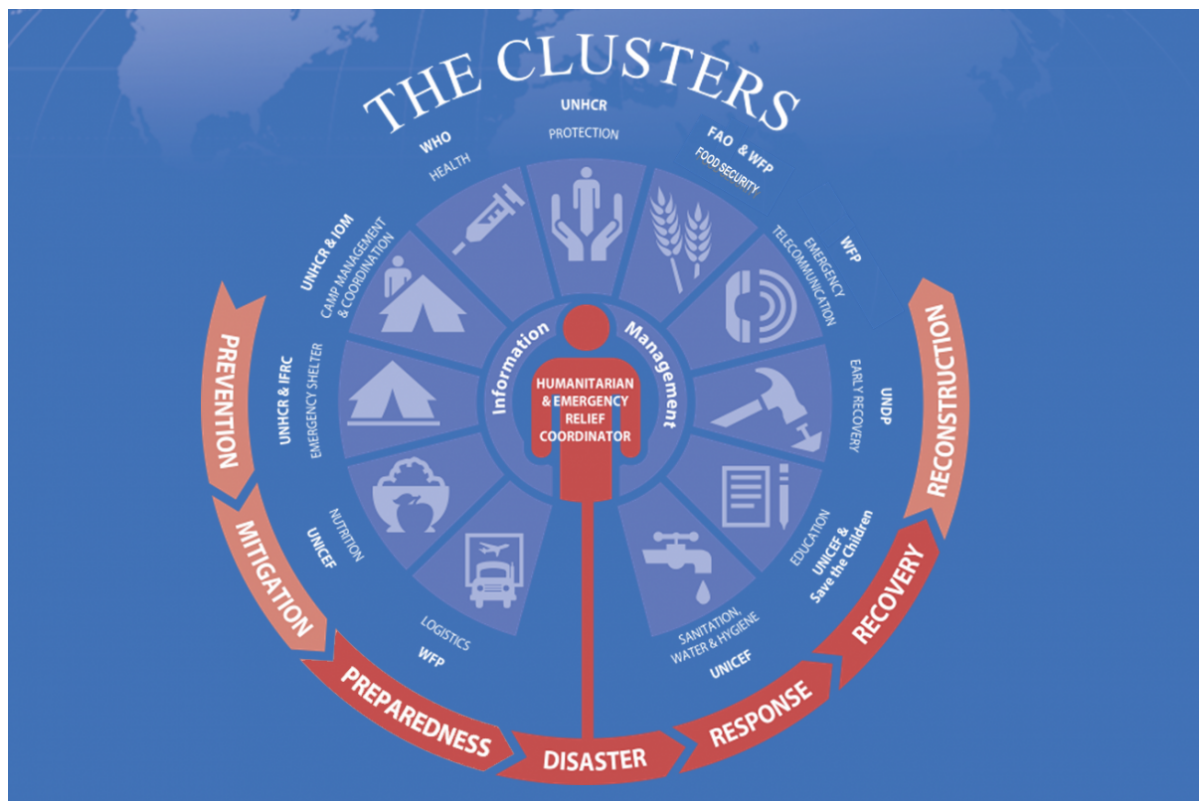 THE CLUSTERS
UNHCR
PROTECTION
FAO & WFP
FOOD SECURITY
WFP
EMERGENCY
TELECOMMUNICATION
UNDP
EARLY RECOVERY
EDUCATION
UNICEF &
Save the Children
SANITATION,
WATER & HYGIENE
UNICEF
LOGISTICS
WFP
NUTRITION
UNICEF
UNHCR & IFRC
EMERGENCY SHELTER
UNHCR & IOM
CAMP MANAGEMENT
& COORDINATION
WHO
HEALTH
Information
Management
HUMANITARIAN
& EMERGENCY
RELIEF
COORDINATOR
PREVENTION
MITIGATION
PREPAREDNESS
DISASTER
RESPONSE
RECOVERY
RECONSTRUCTION